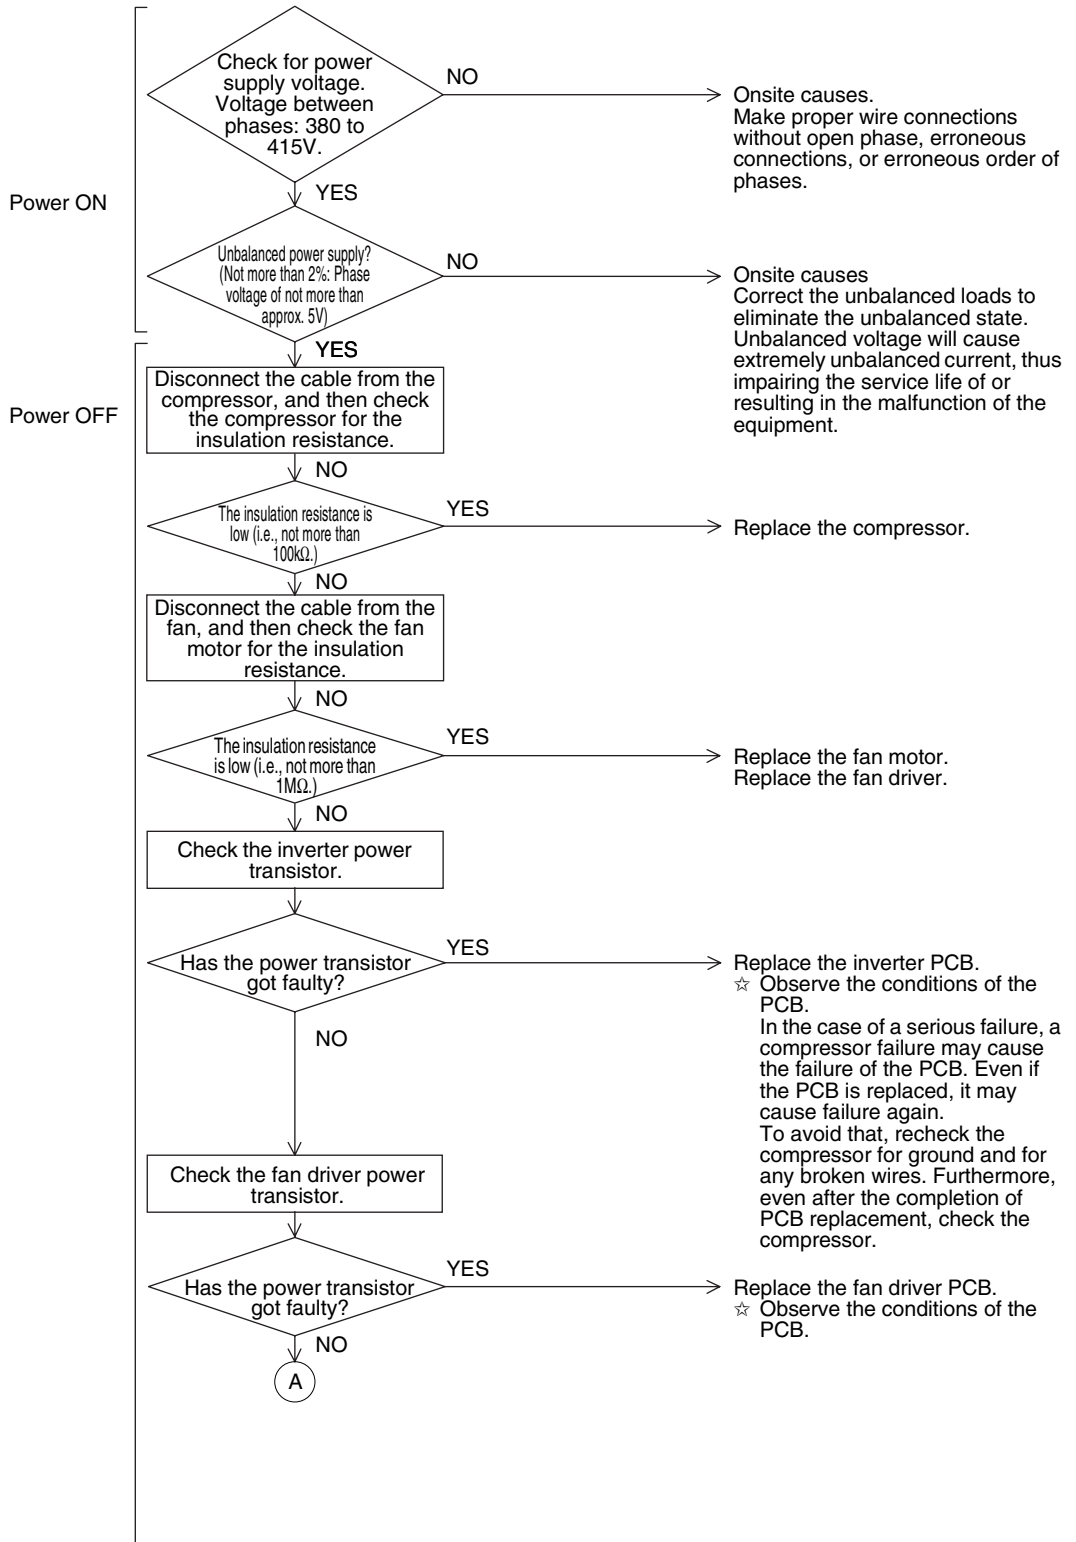 Check for power
supply voltage.
Voltage between
phases: 380 to
415V.
NO
Onsite causes.
Make proper wire connections
without open phase, erroneous
connections, or erroneous order of
phases.
Power ON
YES
Unbalanced power supply?
(Not more than 2%: Phase
voltage of not more than
approx. 5V)
NO
Onsite causes
Correct the unbalanced loads to
eliminate the unbalanced state.
Unbalanced voltage will cause
extremely unbalanced current, thus
impairing the service life of or
resulting in the malfunction of the
equipment.
YES
Power OFF
Disconnect the cable from the
compressor, and then check
the compressor for the
insulation resistance.
NO
The insulation resistance is
low (i.e., not more than
100kΩ.)
YES
Replace the compressor.
NO
Disconnect the cable from the
fan, and then check the fan
motor for the insulation
resistance.
NO
The insulation resistance
is low (i.e., not more than
1MΩ.)
YES
Replace the fan motor.
Replace the fan driver.
NO
Check the inverter power
transistor.
Has the power transistor
got faulty?
YES
Replace the inverter PCB.
☆ Observe the conditions of the
PCB.
In the case of a serious failure, a
compressor failure may cause
the failure of the PCB. Even if
the PCB is replaced, it may
cause failure again.
To avoid that, recheck the
compressor for ground and for
any broken wires. Furthermore,
even after the completion of
PCB replacement, check the
compressor.
NO
Check the fan driver power
transistor.
Has the power transistor
got faulty?
YES
Replace the fan driver PCB.
☆ Observe the conditions of the
PCB.
NO
A